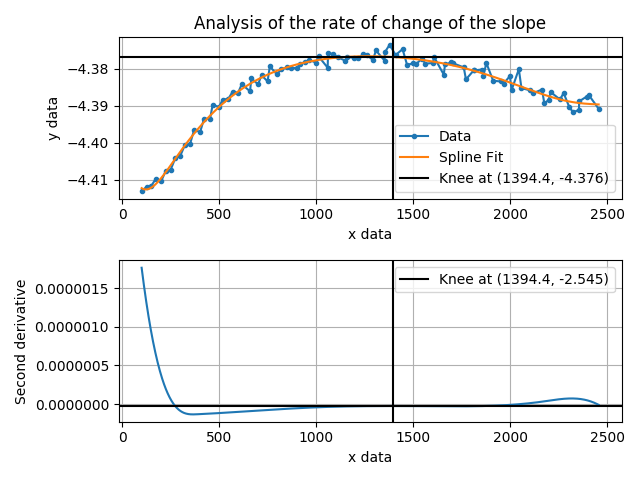 Analysis of the rate of change of the slope
y data
−4.38
−4.39
−4.40
−4.41
Data
Spline Fit
Knee at (1394.4, -4.376)
0 500 1000 1500 2000 2500
x data
Second derivative
0.0000015
0.0000010
0.0000005
0.0000000
Knee at (1394.4, -2.545)
0 500 1000 1500 2000 2500
x data